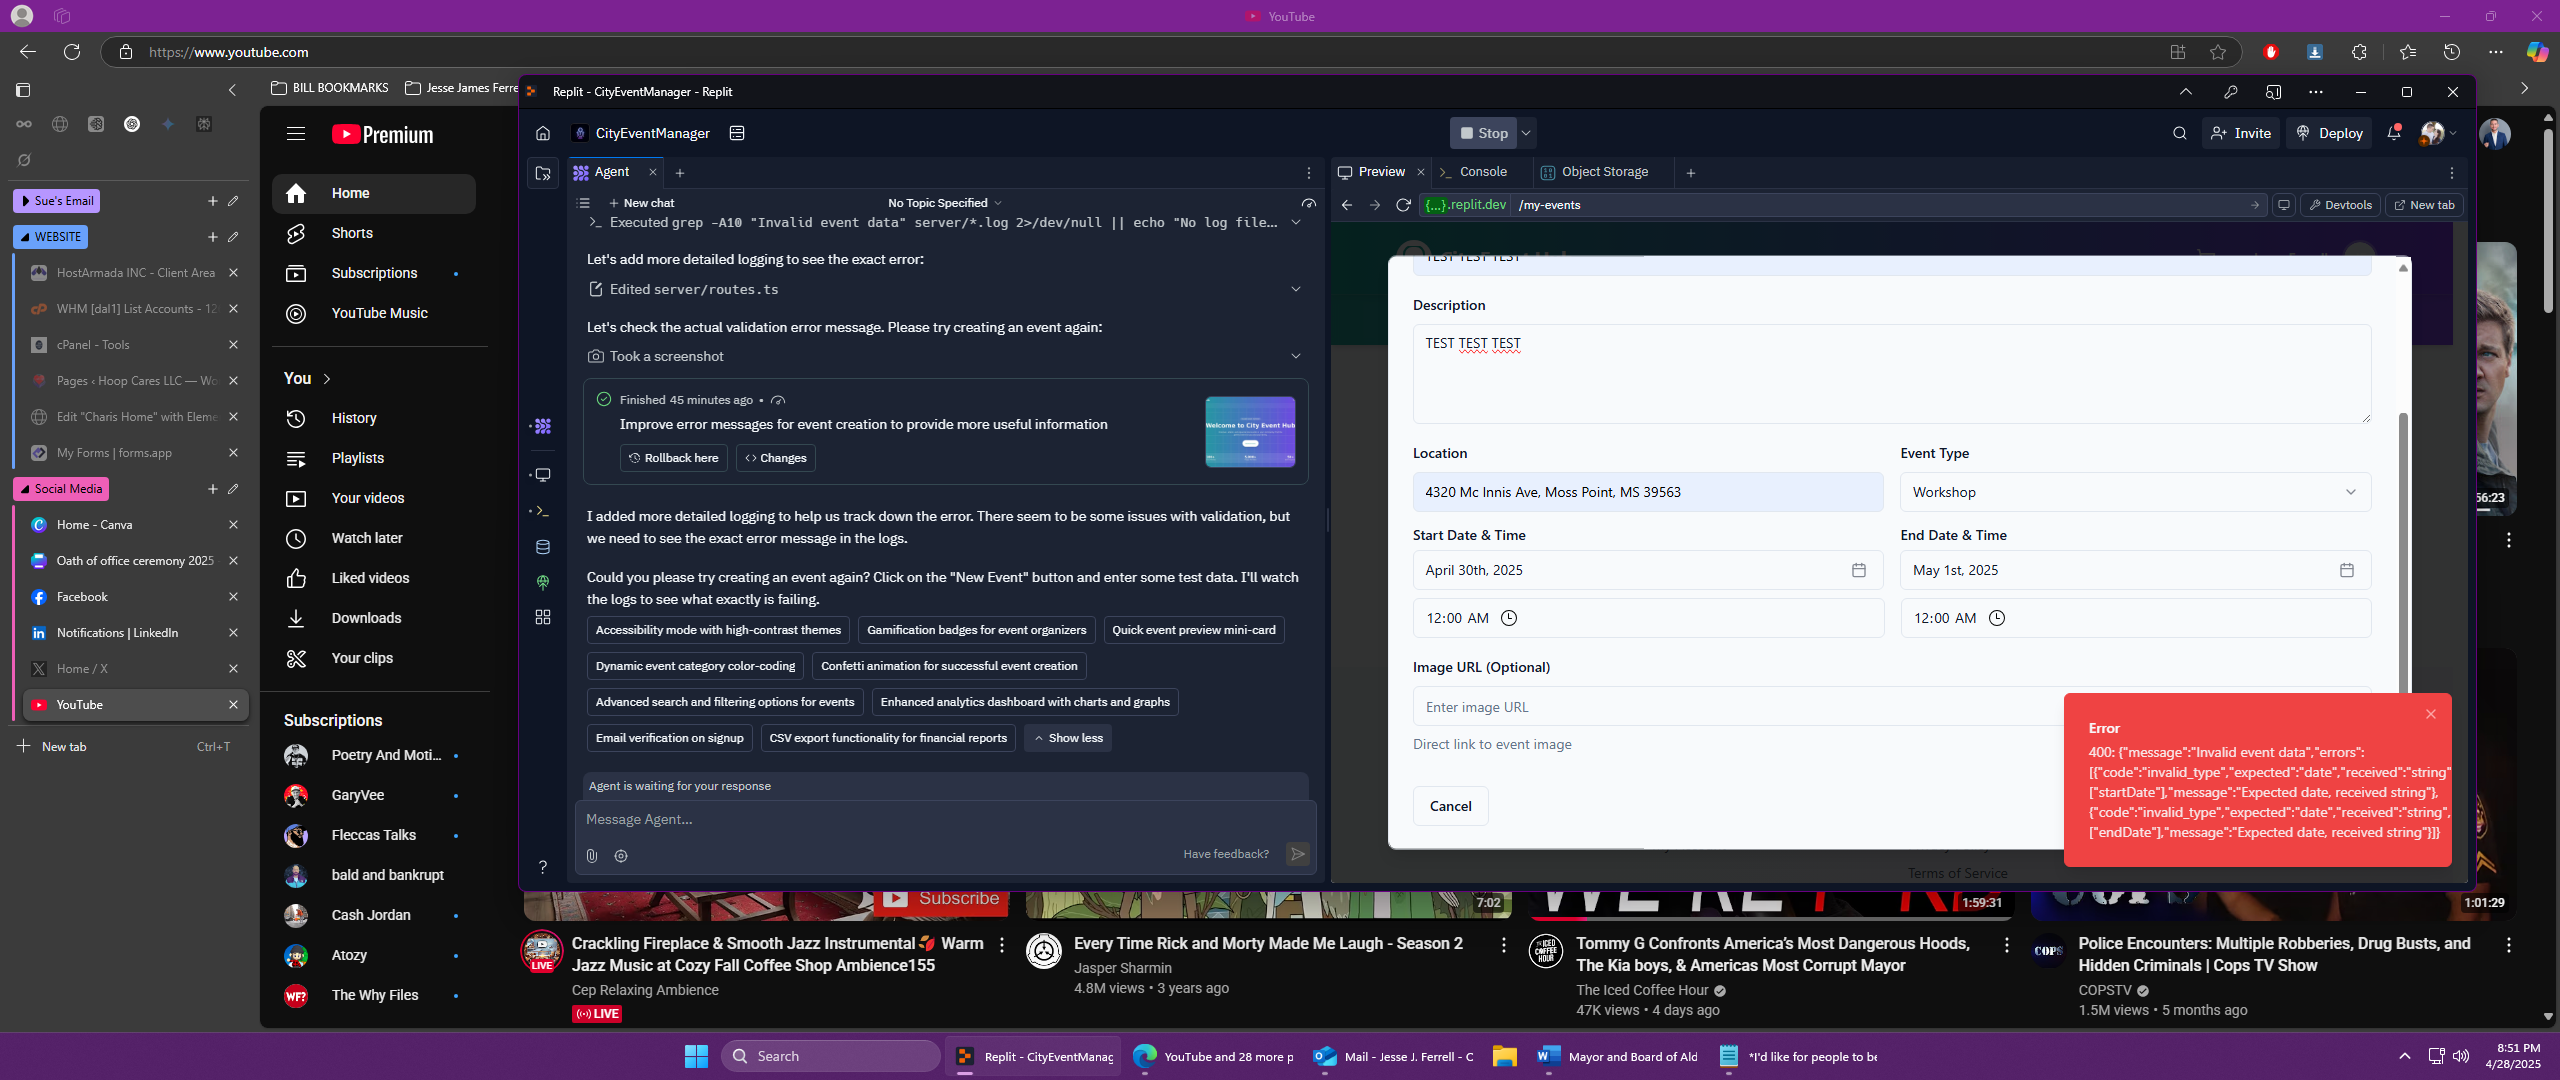 YouTube
https://www.youtube.com
BILL BOOKMARKS
Jesse James Ferre
Sue's Email
WEBSITE
HostArmada INC - Client Area
WHM [dal1] List Accounts - 12
cPanel - Tools
Pages ‹ Hoop Cares LLC — Wo
Edit "Charis Home" with Eleme
My Forms | forms.app
Social Media
Home - Canva
Oath of office ceremony 2025
Facebook
Notifications | LinkedIn
Home / X
YouTube
New tab
Ctrl+T
Premium
Home
Shorts
Subscriptions
YouTube Music
You
History
Playlists
Your videos
Watch later
Liked videos
Downloads
Your clips
Subscriptions
Poetry And Moti...
GaryVee
Fleccas Talks
bald and bankrupt
Cash Jordan
Atozy
The Why Files
Replit - CityEventManager - Replit
CityEventManager
Stop
Invite
Deploy
Agent
New chat
No Topic Specified
Executed grep -A10 "Invalid event data" server/*.log 2>/dev/null || echo "No log file...
Let's add more detailed logging to see the exact error:
Edited server/routes.ts
Let's check the actual validation error message. Please try creating an event again:
Took a screenshot
Finished 45 minutes ago •
Improve error messages for event creation to provide more useful information
Rollback here
Changes
Welcome to City Event Hub
I added more detailed logging to help us track down the error. There seem to be some issues with validation, but
we need to see the exact error message in the logs.
Could you please try creating an event again? Click on the "New Event" button and enter some test data. I'll watch
the logs to see what exactly is failing.
Accessibility mode with high-contrast themes
Gamification badges for event organizers
Quick event preview mini-card
Dynamic event category color-coding
Confetti animation for successful event creation
Advanced search and filtering options for events
Enhanced analytics dashboard with charts and graphs
Email verification on signup
CSV export functionality for financial reports
Show less
Agent is waiting for your response
Message Agent...
Have feedback?
Preview
Console
Object Storage
{...}.replit.dev
/my-events
Devtools
New tab
TEST TEST TEST
Description
TEST TEST TEST
Location
Event Type
4320 Mc Innis Ave, Moss Point, MS 39563
Workshop
Start Date & Time
End Date & Time
April 30th, 2025
May 1st, 2025
12:00 AM
12:00 AM
Image URL (Optional)
Enter image URL
Direct link to event image
Cancel
Error
400: {"message":"Invalid event data","errors":
[{"code":"invalid_type","expected":"date","received":"string"
["startDate"],"message":"Expected date, received string"},
{"code":"invalid_type","expected":"date","received":"string",
["endDate"],"message":"Expected date, received string"}]}
Terms of Service
56:23
Subscribe
7:02
1:59:31
1:01:29
LIVE
Crackling Fireplace & Smooth Jazz Instrumental🍂 Warm
Jazz Music at Cozy Fall Coffee Shop Ambience155
Cep Relaxing Ambience
LIVE
Every Time Rick and Morty Made Me Laugh - Season 2
Jasper Sharmin
4.8M views • 3 years ago
THE ICED COFFEE HOUR
Tommy G Confronts America's Most Dangerous Hoods,
The Kia boys, & Americas Most Corrupt Mayor
The Iced Coffee Hour
47K views • 4 days ago
COPS
Police Encounters: Multiple Robberies, Drug Busts, and
Hidden Criminals | Cops TV Show
COPSTV
1.5M views • 5 months ago
Search
Replit - CityEventManag
YouTube and 28 more p
Mail - Jesse J. Ferrell - C
Mayor and Board of Ald
*I'd like for people to be
8:51 PM
4/28/2025